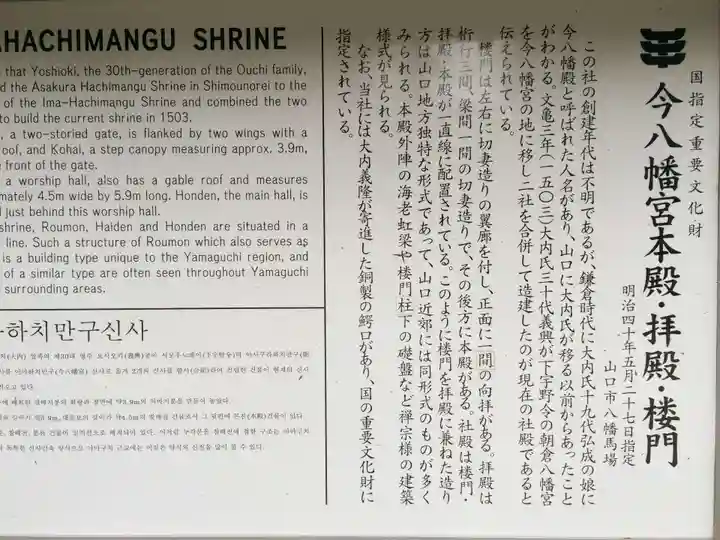 国指定重要文化財
今八幡宮本殿・拝殿・楼門
明治四十年五月二十七日指定
山口市八幡馬場
この社の創建年代は不明であるが、鎌倉時代に大内氏十九代弘成の娘に
今八幡殿と呼ばれた人名があり、山口に大内氏が移る以前からあったこと
がわかる。文亀三年(一五〇三)大内氏三十代義興が下宇野令の朝倉八幡宮
を今八幡宮の地に移し二社を合併して造建したのが現在の社殿であると
伝えられている。
楼門は左右に切妻造りの翼廊を付し、正面に一間の向拝がある。拝殿は
桁行三間、梁間一間の切妻造りで、その後方に本殿がある。社殿は楼門・
拝殿・本殿が一直線に配置されている。このように楼門を拝殿に兼ねた造り
方は山口地方独特な形式であって、山口近郊には同形式のものが多く
みられる。本殿外陣の海老虹梁や楼門柱下の礎盤など禅宗様の建築
様式が見られる。
なお、当社には大内義隆が寄進した銅製の鰐口があり、国の重要文化財に
指定されている。
AHACHIMANGU SHRINE
that Yoshioki, the 30th-generation of the Ouchi family,
d the Asakura Hachimangu Shrine in Shimounorei to the
of the Ima-Hachimangu Shrine and combined the two
to build the current shrine in 1503.
, a two-storied gate, is flanked by two wings with a
oof, and Kohai, a step canopy measuring approx. 3.9m,
e front of the gate.
a worship hall, also has a gable roof and measures
imately 4.5m wide by 5.9m long. Honden, the main hall, is
d just behind this worship hall.
shrine, Roumon, Haiden and Honden are situated in a
line. Such a structure of Roumon which also serves as
is a building type unique to the Yamaguchi region, and
of a similar type are often seen throughout Yamaguchi
surrounding areas.
하하치만구신사